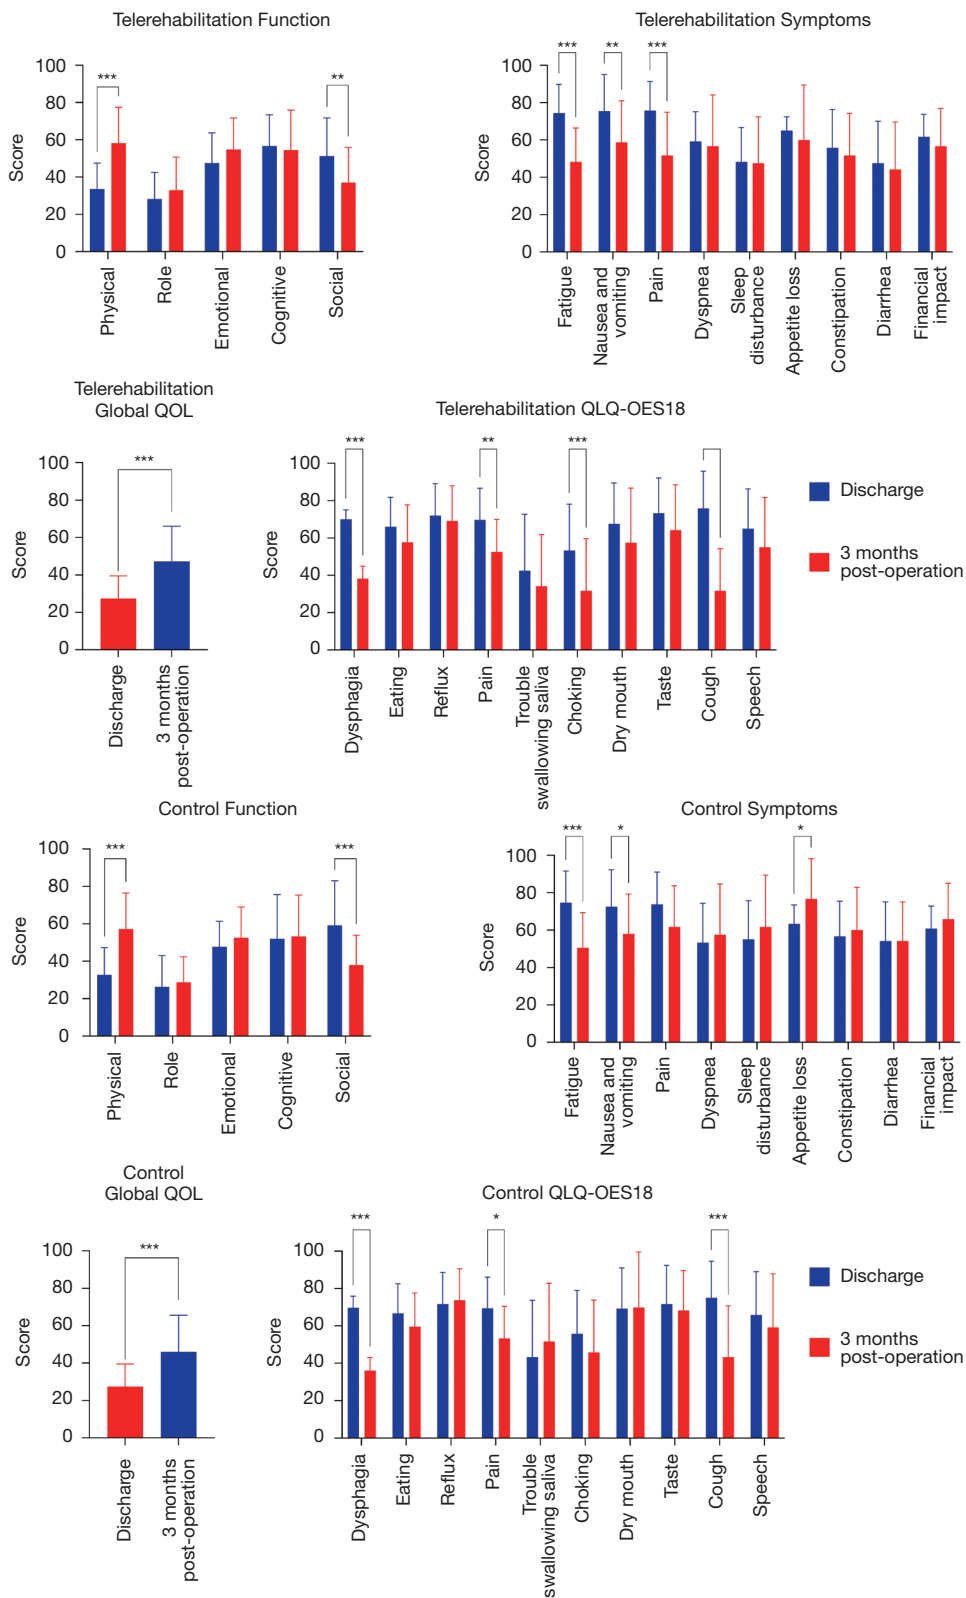 Telerehabilitation Function
***
**
100
80
60
40
20
0
Score
Physical
Role
Emotional
Cognitive
Social
Telerehabilitation Symptoms
***
**
***
100
80
60
40
20
0
Score
Fatigue
Nausea and
vomiting
Pain
Dyspnea
Sleep
disturbance
Appetite loss
Constipation
Diarrhea
Financial
impact
Telerehabilitation
Global QOL
***
100
80
60
40
20
0
Score
Discharge
3 months
post-operation
Telerehabilitation QLQ-OES18
***
**
***
100
80
60
40
20
0
Score
Dysphagia
Eating
Reflux
Pain
Trouble
swallowing saliva
Choking
Dry mouth
Taste
Cough
Speech
Discharge
3 months
post-operation
Control Function
***
***
100
80
60
40
20
0
Score
Physical
Role
Emotional
Cognitive
Social
Control Symptoms
***
*
*
100
80
60
40
20
0
Score
Fatigue
Nausea and
vomiting
Pain
Dyspnea
Sleep
disturbance
Appetite loss
Constipation
Diarrhea
Financial
impact
Control
Global QOL
***
100
80
60
40
20
0
Score
Discharge
3 months
post-operation
Control QLQ-OES18
***
*
***
100
80
60
40
20
0
Score
Dysphagia
Eating
Reflux
Pain
Trouble
swallowing saliva
Choking
Dry mouth
Taste
Cough
Speech
Discharge
3 months
post-operation